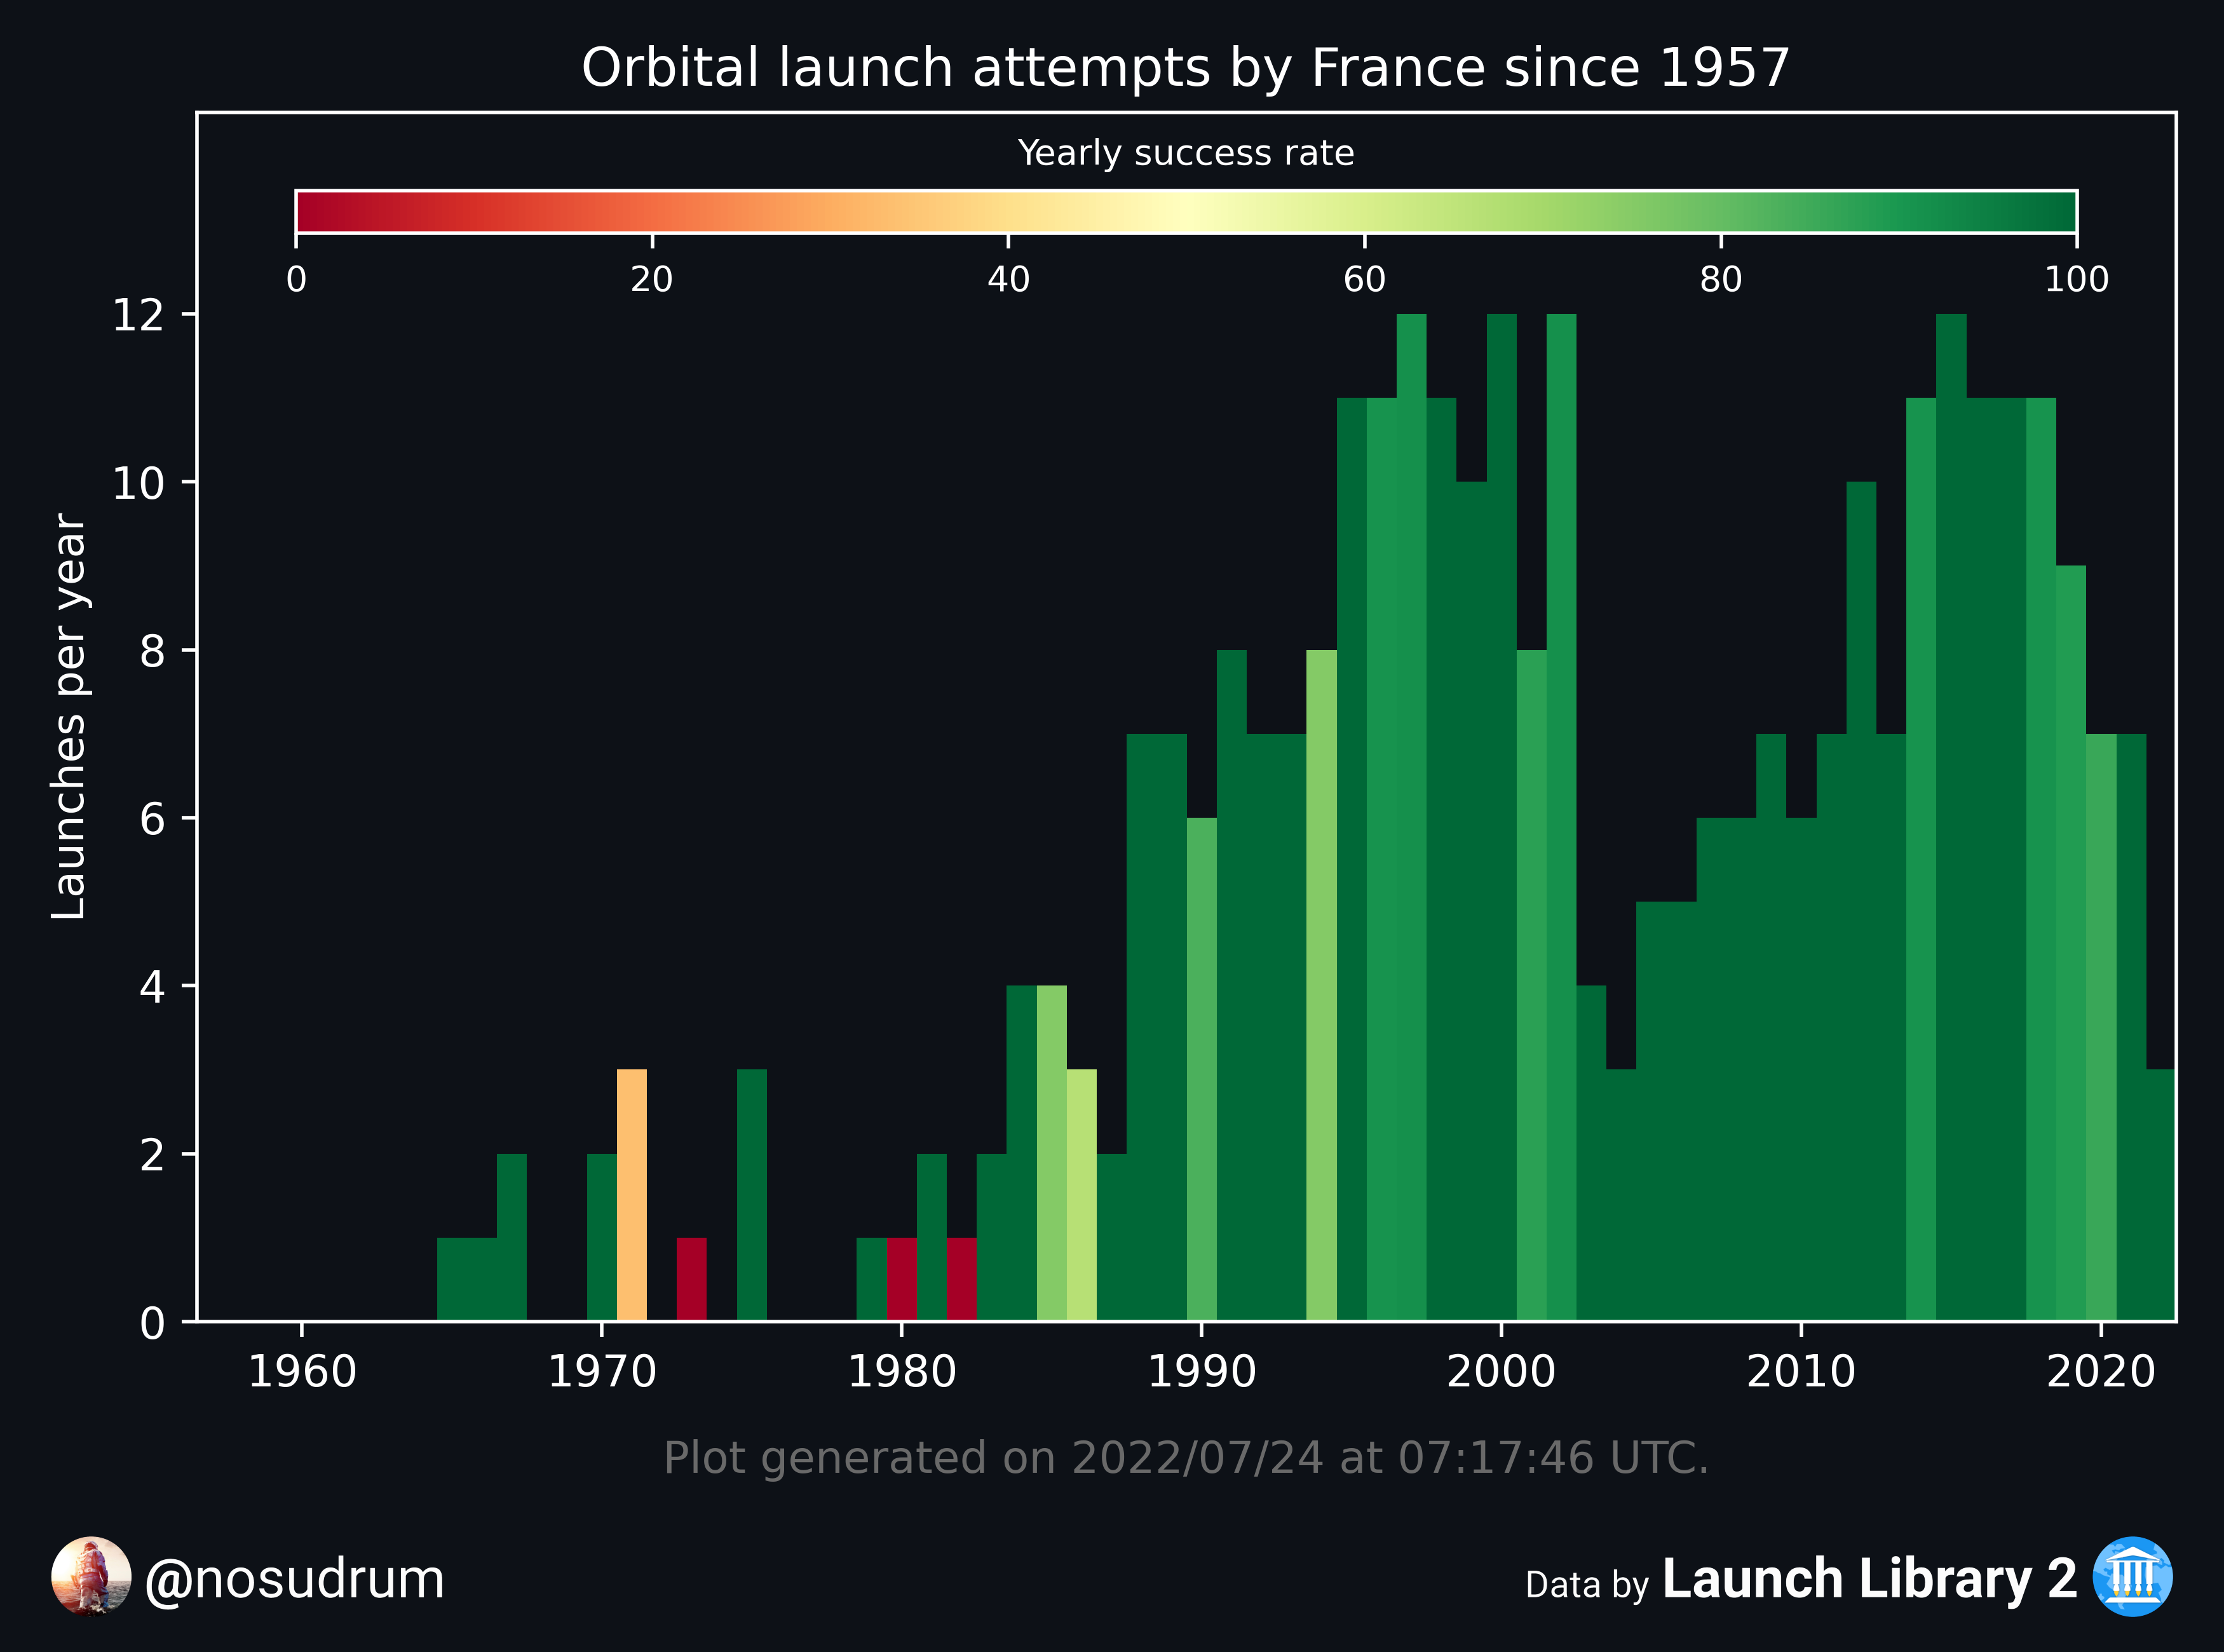 Orbital launch attempts by France since 1957
Yearly success rate
0 20 40 60 80 100
Launches per year
12
10
8
6
4
2
0
1960 1970 1980 1990 2000 2010 2020
Plot generated on 2022/07/24 at 07:17:46 UTC.
@nosudrum
Data by Launch Library 2